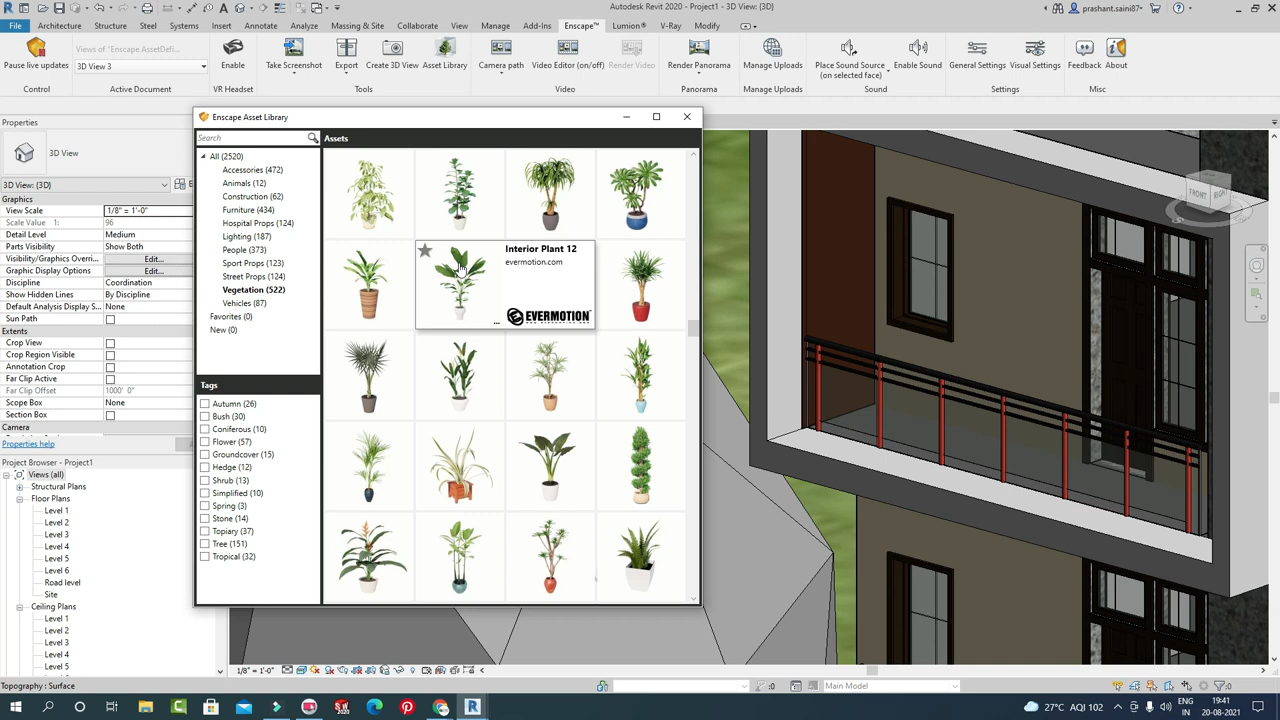 Autodesk Revit 2020 - Project1 - 3D View: {3D}
prashant.saini87
File Architecture Structure Steel Systems Insert Annotate Analyze Massing & Site Collaborate View Manage Add-Ins Enscape™ Lumion® V-Ray Modify
Pause live updates
Control
Views of "Enscape AssetDefi...
3D View 3
Active Document
Enable
VR Headset
Take Screenshot
Export
Create 3D View
Asset Library
Tools
Camera path
Video Editor (on/off)
Render Video
Video
Render Panorama
Panorama
Manage Uploads
Manage Uploads
Place Sound Source
(on selected face)
Enable Sound
Sound
General Settings
Visual Settings
Settings
Feedback
About
Misc
Properties
3D View
3D View: {3D}
Graphics
View Scale 1/8" = 1'-0"
Scale Value 1: 96
Detail Level Medium
Parts Visibility Show Both
Visibility/Graphics Overri... Edit...
Graphic Display Options Edit...
Discipline Coordination
Show Hidden Lines By Discipline
Default Analysis Display S... None
Sun Path
Extents
Crop View
Crop Region Visible
Annotation Crop
Far Clip Active
Far Clip Offset 1000' 0"
Scope Box None
Section Box
Camera
Properties help
Project Browser - Project1
Views (all)
Structural Plans
Floor Plans
Level 1
Level 2
Level 3
Level 4
Level 5
Level 6
Road level
Site
Ceiling Plans
Level 1
Level 2
Level 3
Level 4
Level 5
Enscape Asset Library
Search
Assets
All (2520)
Accessories (472)
Animals (12)
Construction (62)
Furniture (434)
Hospital Props (124)
Lighting (187)
People (373)
Sport Props (123)
Street Props (124)
Vegetation (522)
Vehicles (87)
Favorites (0)
New (0)
Tags
Autumn (26)
Bush (30)
Coniferous (10)
Flower (57)
Groundcover (15)
Hedge (12)
Shrub (13)
Simplified (10)
Spring (3)
Stone (14)
Topiary (37)
Tree (151)
Tropical (32)
Interior Plant 12
evermotion.com
...
EVERMOTION
FRONT
RIGHT
1/8" = 1'-0"
:0
Main Model
:0
Topography : Surface
27°C AQI 102
ENG
IN
19:41
20-08-2021